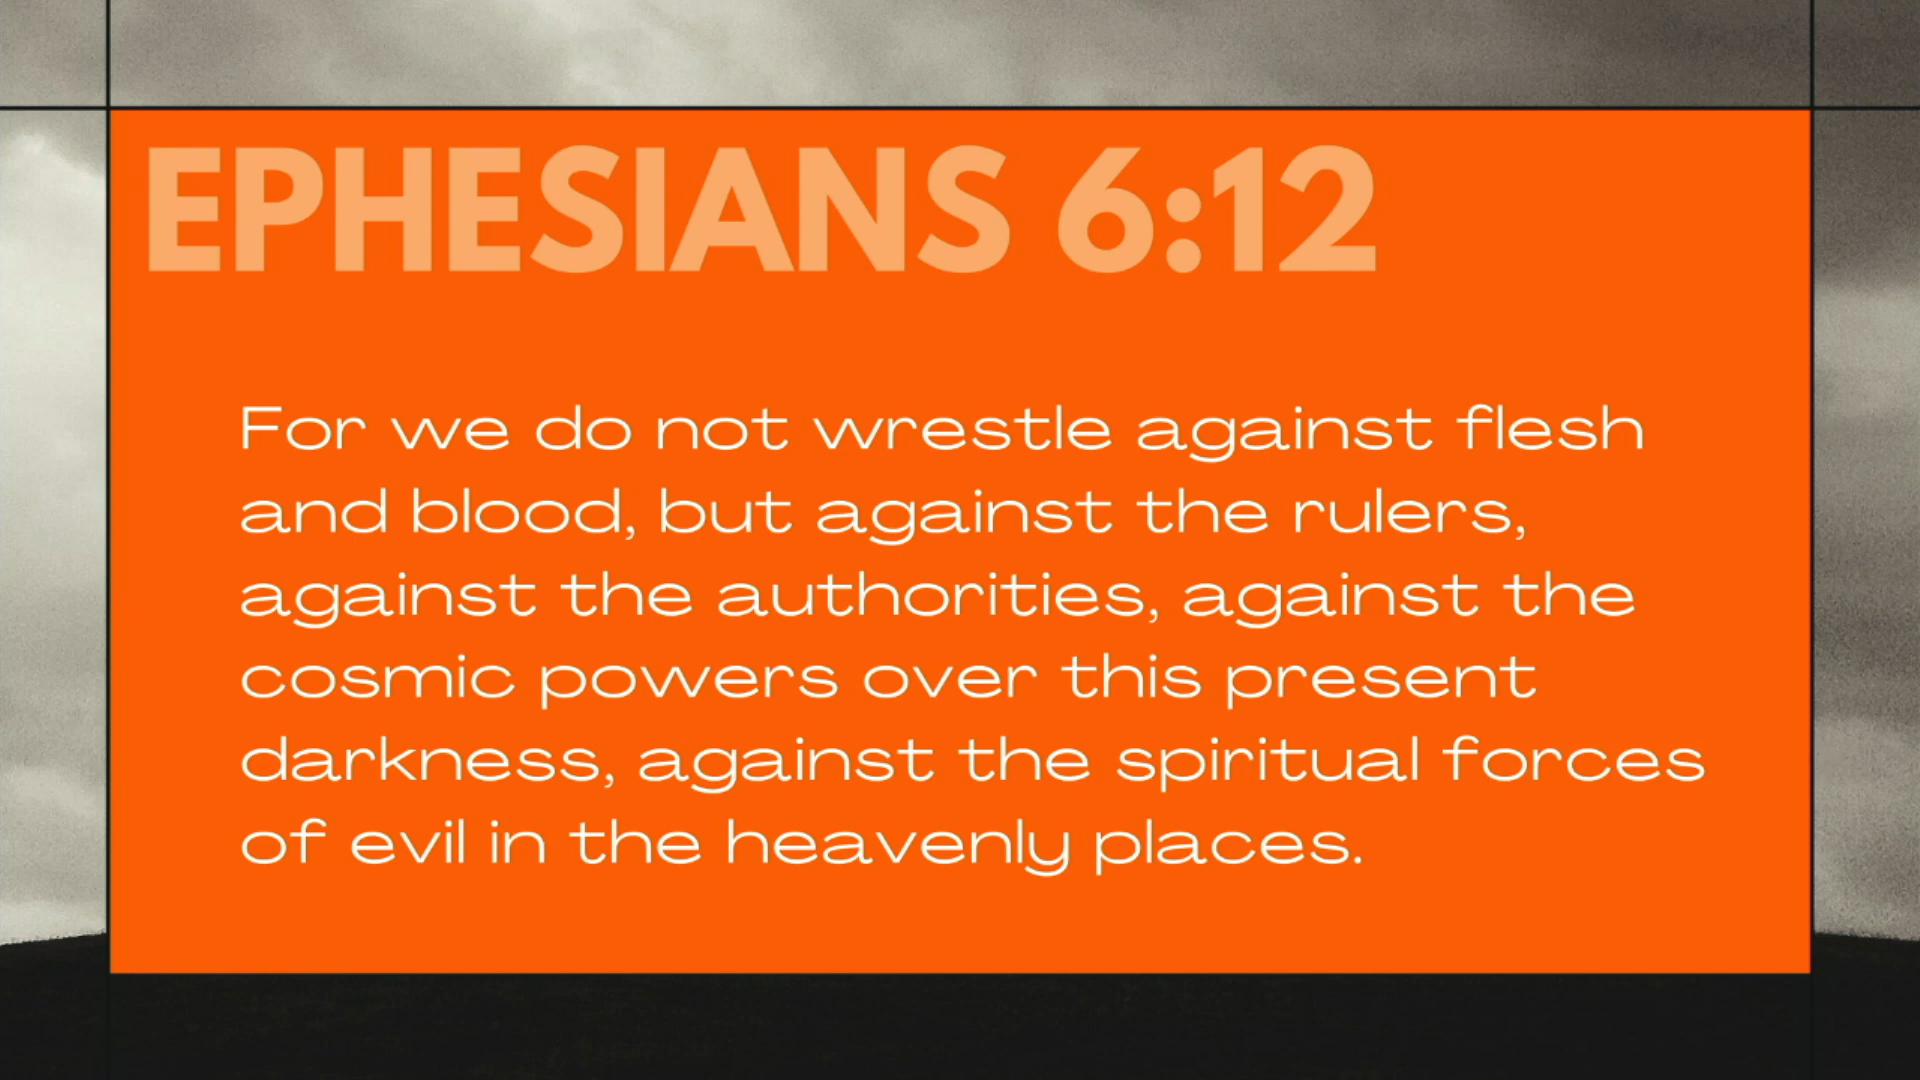 EPHESIANS 6:12
For we do not wrestle against flesh
and blood, but against the rulers,
against the authorities, against the
cosmic powers over this present
darkness, against the spiritual forces
of evil in the heavenly places.